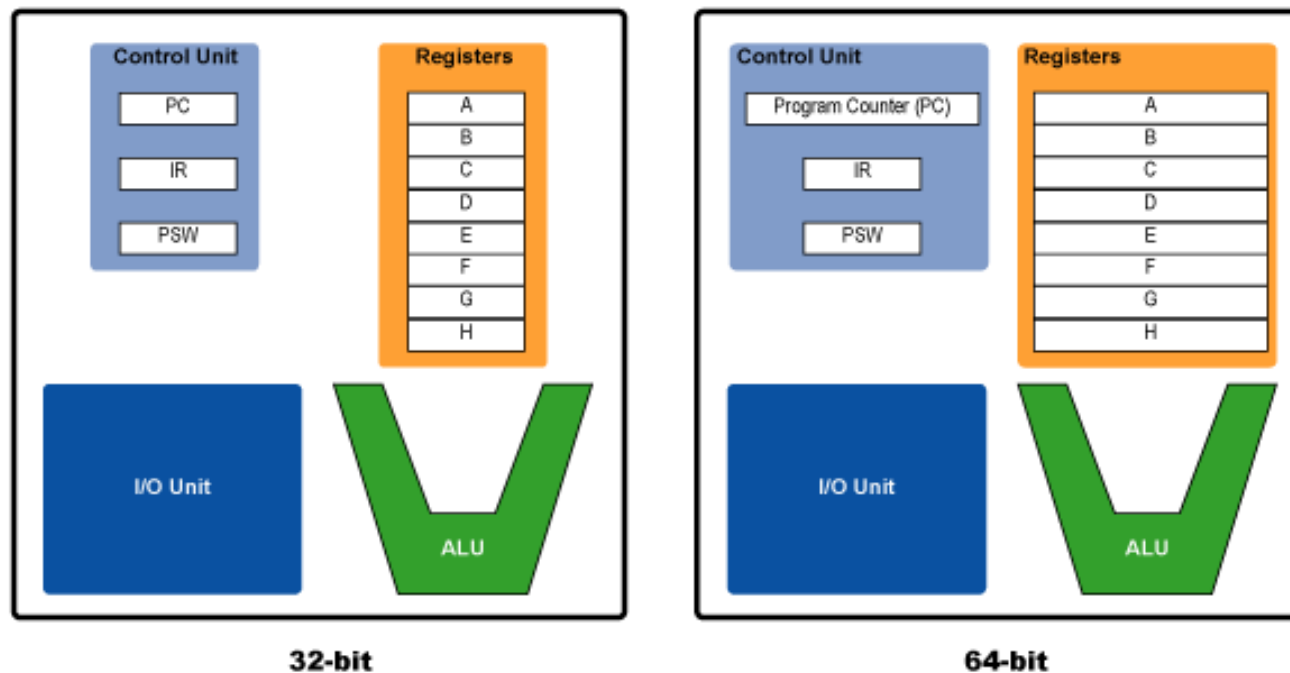 Control Unit
PC
IR
PSW
Registers
A
B
C
D
E
F
G
H
I/O Unit
ALU
32-bit
Control Unit
Program Counter (PC)
IR
PSW
Registers
A
B
C
D
E
F
G
H
I/O Unit
ALU
64-bit